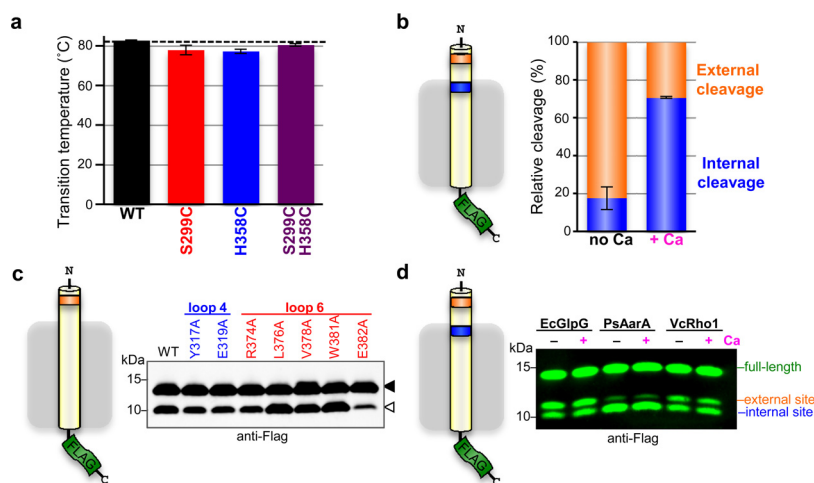 a
Transition temperature (°C)
80
60
40
20
0
WT
S299C
H358C
S299C
H358C
b
N
FLAG
C
Relative cleavage (%)
100
80
60
40
20
0
no Ca
+ Ca
External
cleavage
Internal
cleavage
c
N
FLAG
C
loop 4
loop 6
WT
Y317A
E319A
R374A
L376A
V378A
W381A
E382A
kDa
15
10
anti-Flag
d
N
FLAG
C
EcGlpG PsAarA VcRho1
– + – + – + Ca
kDa
15
10
full-length
external site
internal site
anti-Flag